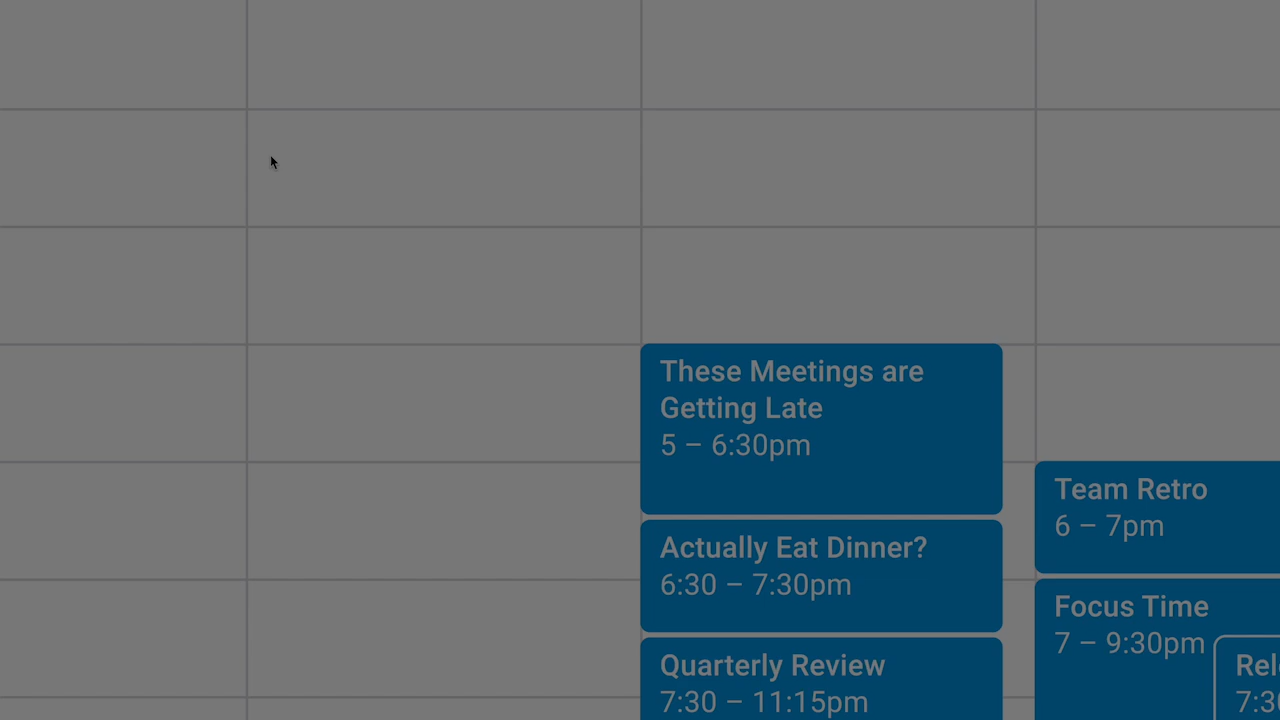 These Meetings are
Getting Late
5 – 6:30pm
Actually Eat Dinner?
6:30 – 7:30pm
Quarterly Review
7:30 – 11:15pm
Team Retro
6 – 7pm
Focus Time
7 – 9:30pm